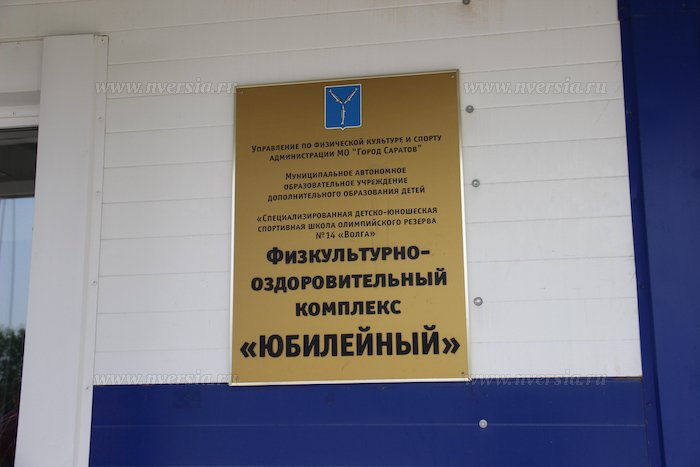 www.nversia.ru
www.nversia.ru
Управление по физической культуре и спорту
администрации МО "Город Саратов"
Муниципальное автономное
образовательное учреждение
дополнительного образования детей
«Специализированная детско-юношеская
спортивная школа олимпийского резерва
№14 «Волга»
Физкультурно-
оздоровительный
комплекс
«ЮБИЛЕЙНЫЙ»
www.nversia.ru
www.nversia.ru